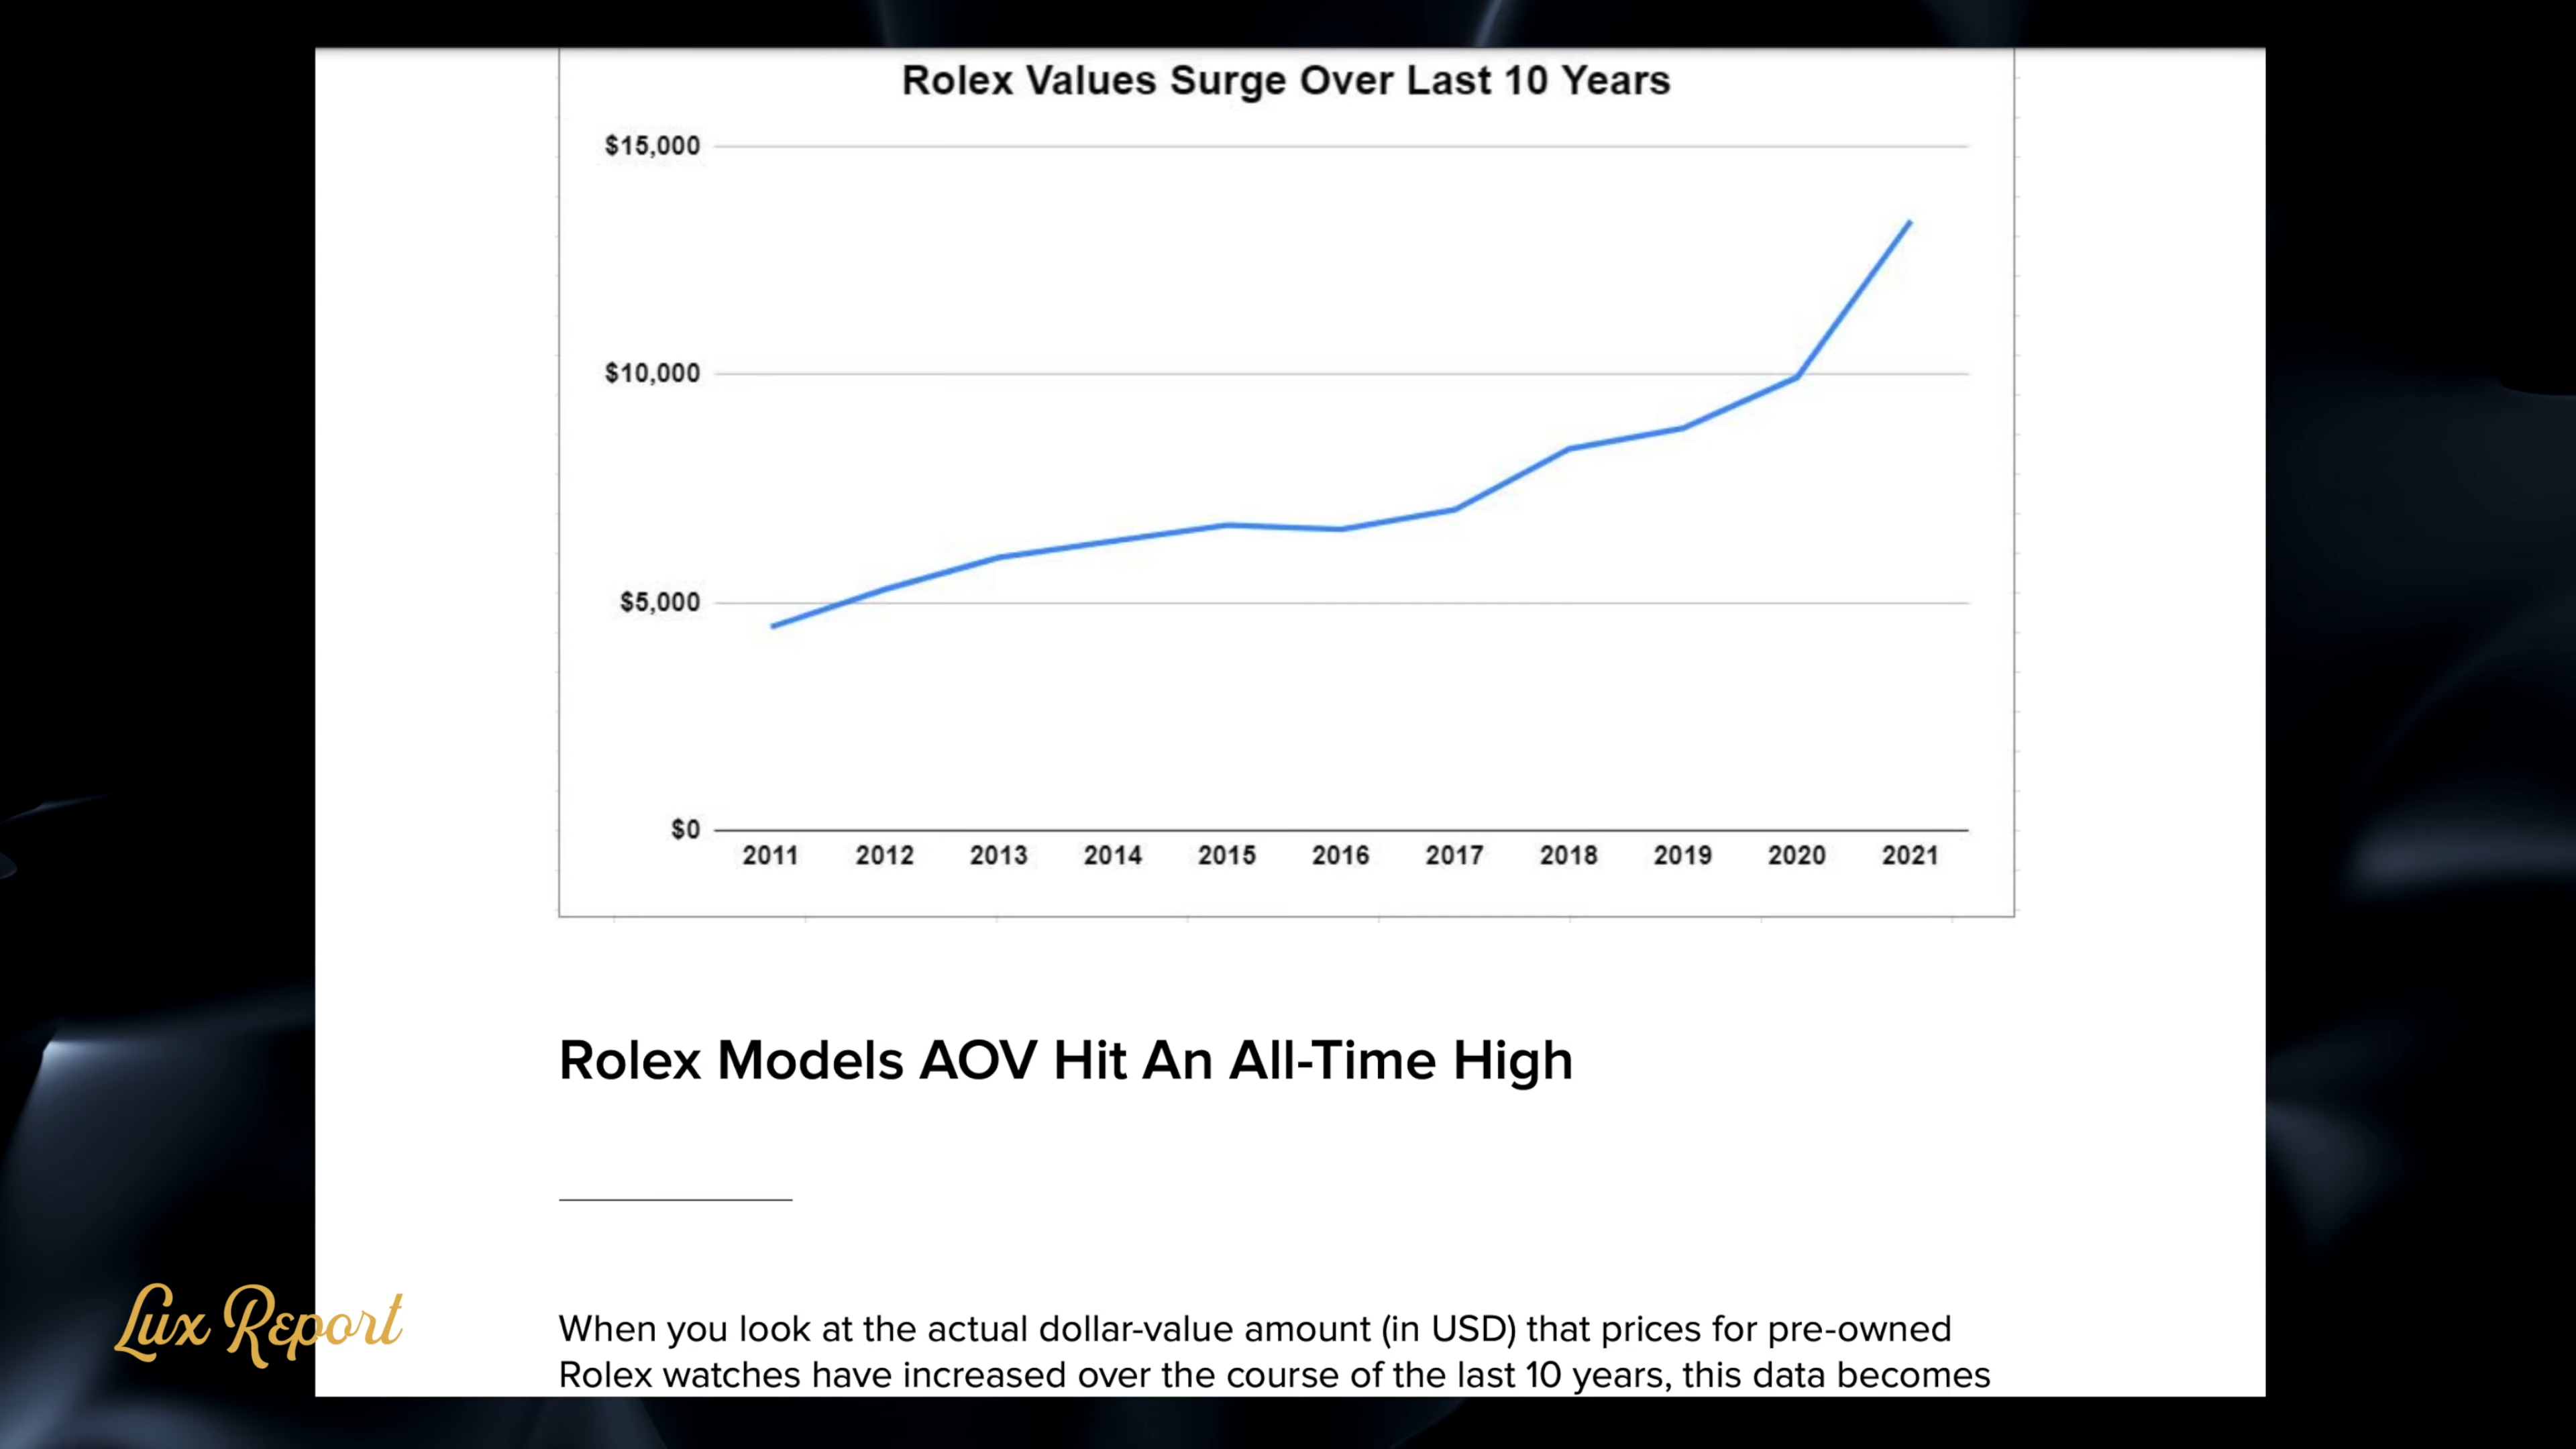 Rolex Values Surge Over Last 10 Years
$15,000
$10,000
$5,000
$0
2011 2012 2013 2014 2015 2016 2017 2018 2019 2020 2021
Rolex Models AOV Hit An All-Time High
When you look at the actual dollar-value amount (in USD) that prices for pre-owned
Rolex watches have increased over the course of the last 10 years, this data becomes
Lux Report